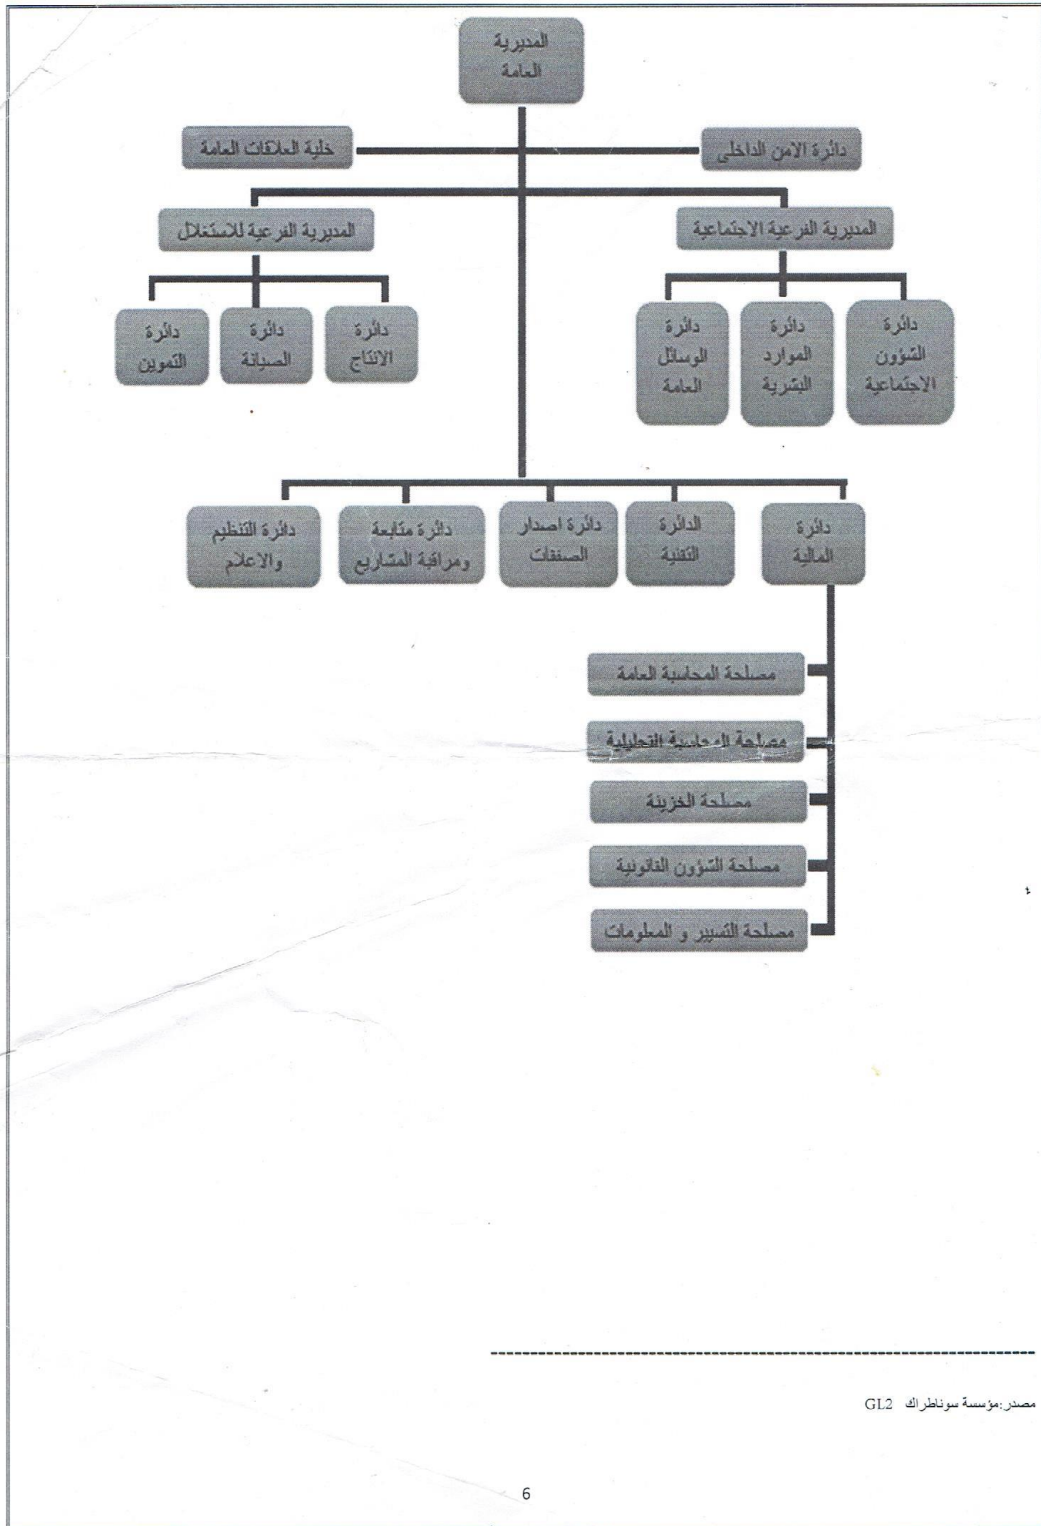 المديرية
العامة
دائرة الامن الداخلي
خلية العلاقات العامة
المديرية الفرعية الاجتماعية
المديرية الفرعية للاستغلال
دائرة
الشؤون
الاجتماعية
دائرة
الموارد
البشرية
دائرة
الوسائل
العامة
دائرة
الانتاج
دائرة
الصيانة
دائرة
التموين
دائرة
المالية
الدائرة
التقنية
دائرة اصدار
الصفقات
دائرة متابعة
ومراقبة المشاريع
دائرة التنظيم
والاعلام
مصلحة المحاسبة العامة
مصلحة المحاسبة التحليلية
مصلحة الخزينة
مصلحة الشؤون القانونية
مصلحة التسيير و المعلومات
مصدر:مؤسسة سوناطراك GL2
6